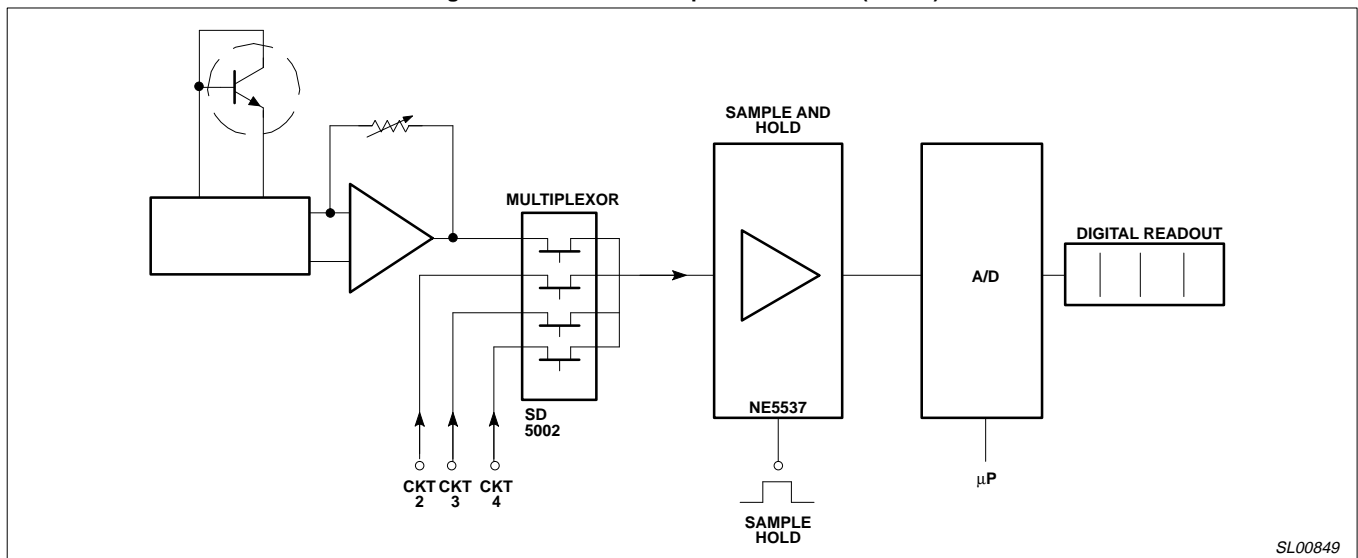 SAMPLE AND
HOLD
MULTIPLEXOR
DIGITAL READOUT
A/D
NE5537
SD
5002
CKT
2
CKT
3
CKT
4
μP
SAMPLE
HOLD
SL00849